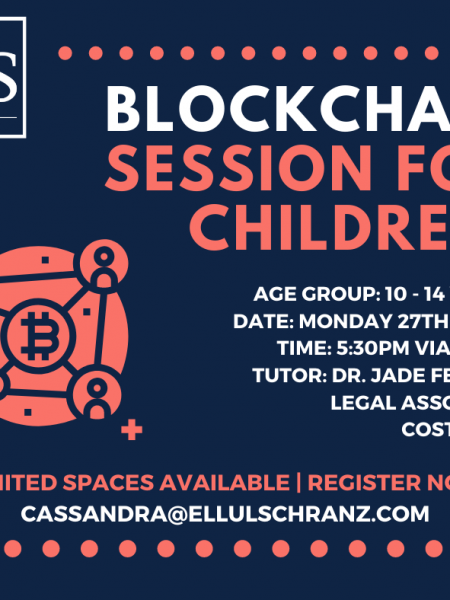 S
BLOCKCHA
SESSION FO
CHILDRE
AGE GROUP: 10 - 14
DATE: MONDAY 27TH
TIME: 5:30PM VIA
TUTOR: DR. JADE FE
LEGAL ASSO
COST
MITED SPACES AVAILABLE | REGISTER NO
CASSANDRA@ELLULSCHRANZ.COM